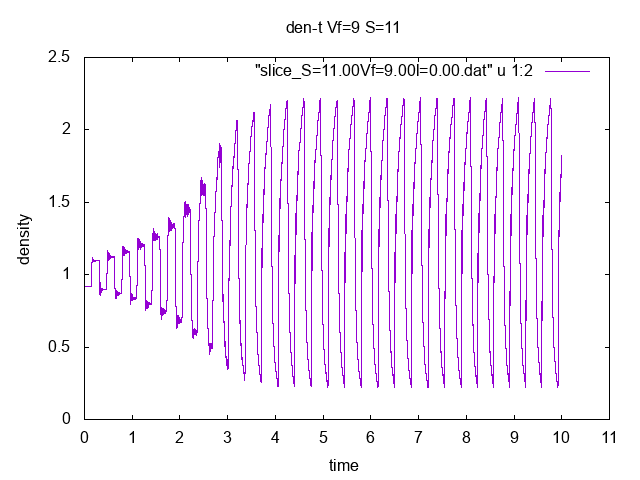 den-t Vf=9 S=11
"slice_S=11.00Vf=9.00I=0.00.dat" u 1:2
2.5
2
1.5
1
0.5
0
density
0 1 2 3 4 5 6 7 8 9 10 11
time